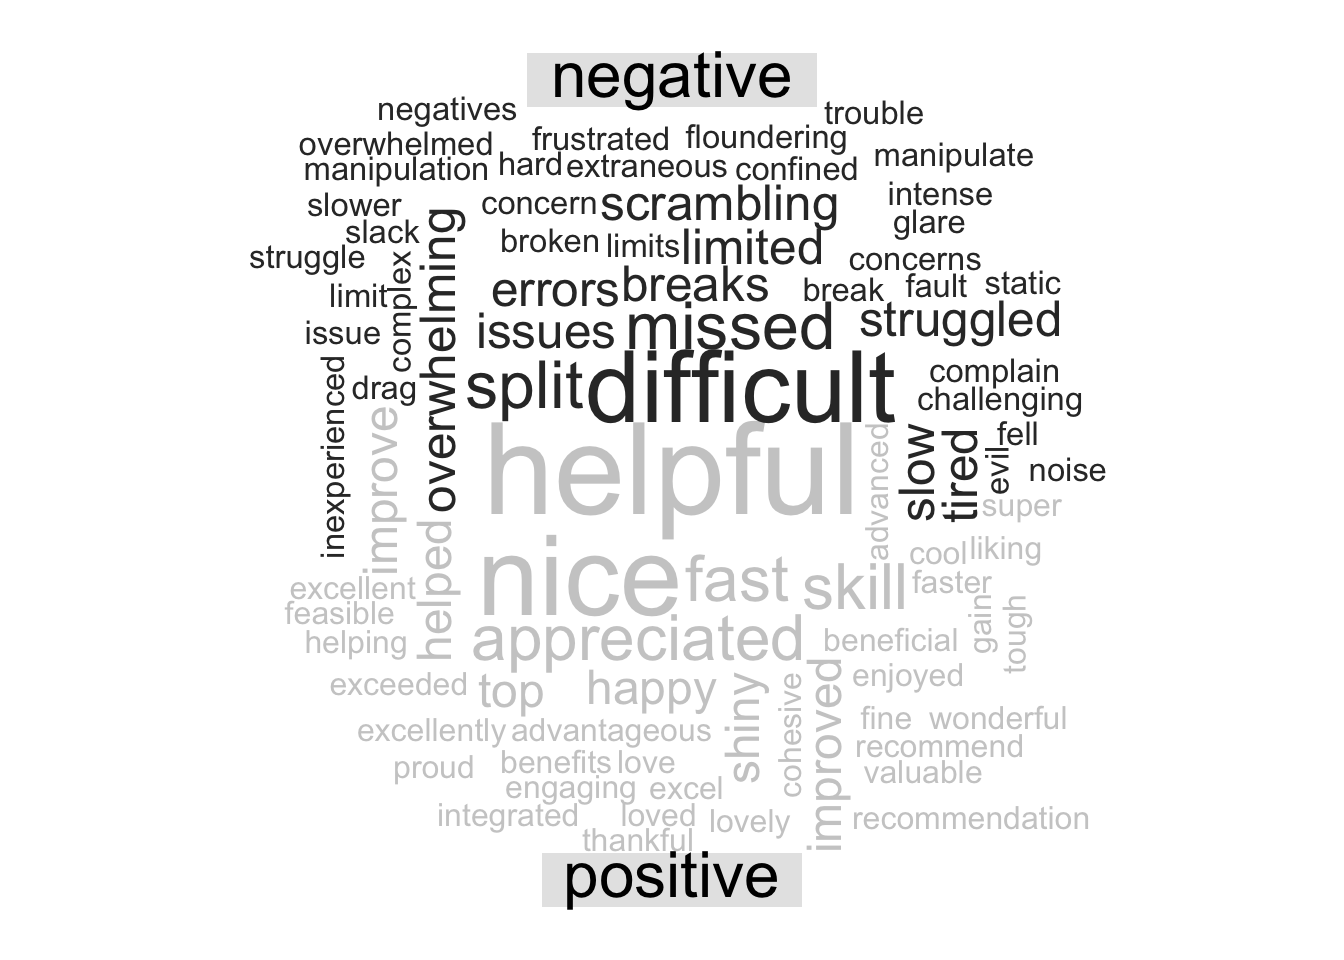 negative
negatives trouble
overwhelmed frustrated floundering
manipulation hard extraneous confined manipulate
slower concern scrambling intense
slack broken limits limited glare
struggle complex overwhelming concerns
limit errors breaks break fault static
issue issues missed struggled
inexperienced drag split difficult complain
challenging
improve helpful advanced slow tired evil fell
noise
super
helped nice fast skill cool liking
excellent faster
feasible gain tough
helping appreciated beneficial
exceeded top happy shiny cohesive improved enjoyed
excellently advantageous fine wonderful
proud benefits love recommend
engaging excel valuable
integrated loved lovely recommendation
thankful
positive